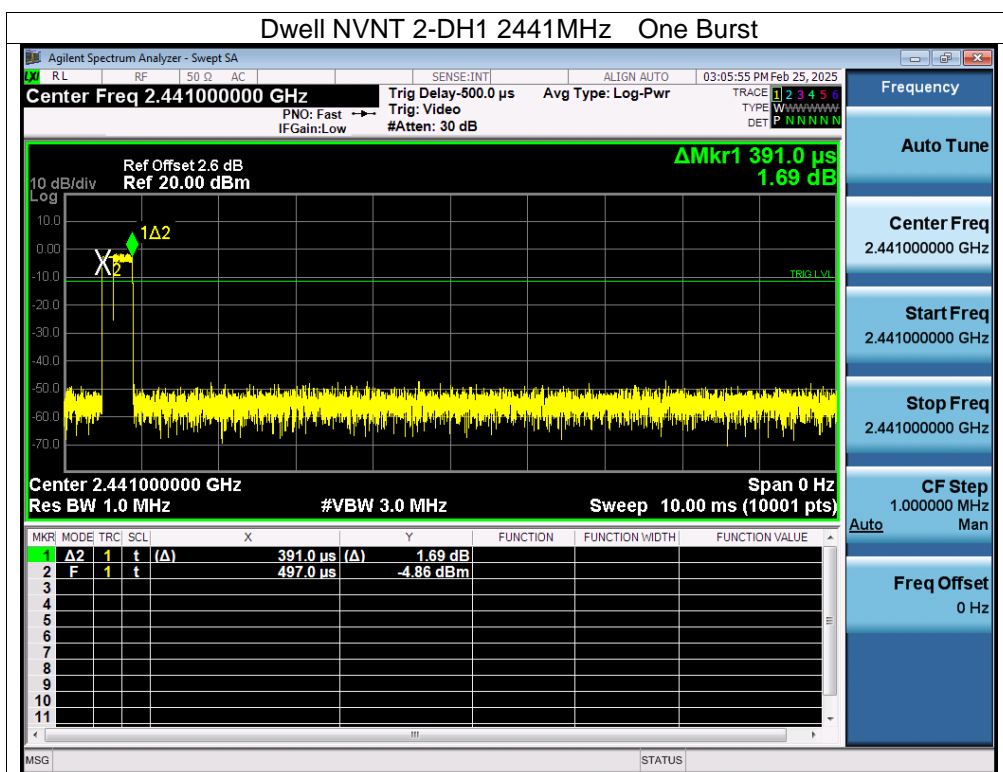 Dwell NVNT 2-DH1 2441MHz One Burst
Agilent Spectrum Analyzer - Swept SA
LXI RL RF 50 Ω AC SENSE:INT ALIGN AUTO 03:05:55 PM Feb 25, 2025
Center Freq 2.441000000 GHz
PNO: Fast
IFGain:Low
Trig Delay-500.0 µs
Trig: Video
#Atten: 30 dB
Avg Type: Log-Pwr
TRACE 1 2 3 4 5 6
TYPE WWWWWW
DET P NNNNN
ΔMkr1 391.0 µs
1.69 dB
Ref Offset 2.6 dB
10 dB/div Ref 20.00 dBm
Log
10.0
0.00
-10.0
-20.0
-30.0
-40.0
-50.0
-60.0
-70.0
1Δ2
X2
TRIG LVL
Center 2.441000000 GHz Span 0 Hz
Res BW 1.0 MHz #VBW 3.0 MHz Sweep 10.00 ms (10001 pts)
MKR MODE TRC SCL X Y FUNCTION FUNCTION WIDTH FUNCTION VALUE
1 Δ2 1 t (Δ) 391.0 µs (Δ) 1.69 dB
2 F 1 t 497.0 µs -4.86 dBm
3
4
5
6
7
8
9
10
11
MSG STATUS
Frequency
Auto Tune
Center Freq
2.441000000 GHz
Start Freq
2.441000000 GHz
Stop Freq
2.441000000 GHz
CF Step
1.000000 MHz
Auto Man
Freq Offset
0 Hz